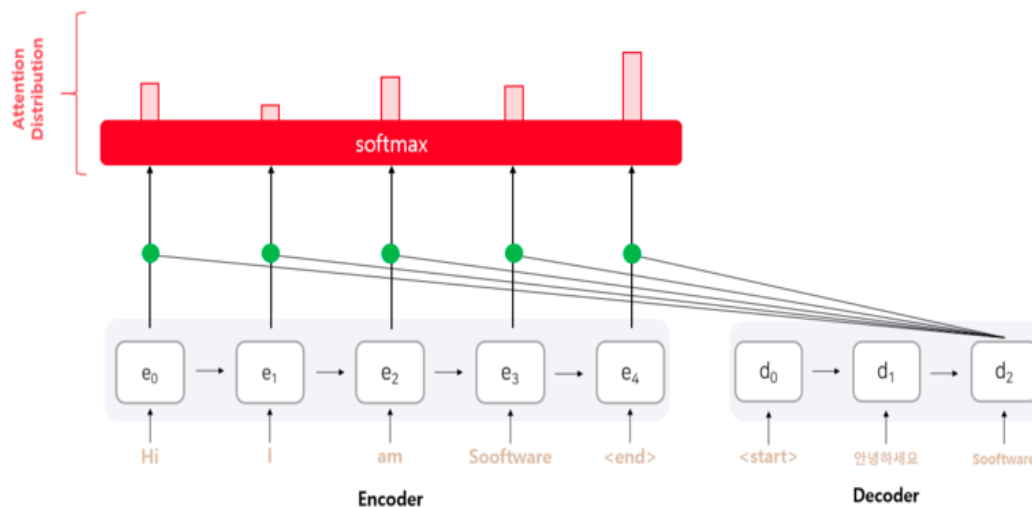 Attention
Distribution
softmax
e₀
e₁
e₂
e₃
e₄
d₀
d₁
d₂
Hi
I
am
Sooftware
<end>
<start>
안녕하세요
Sooftware
Encoder
Decoder